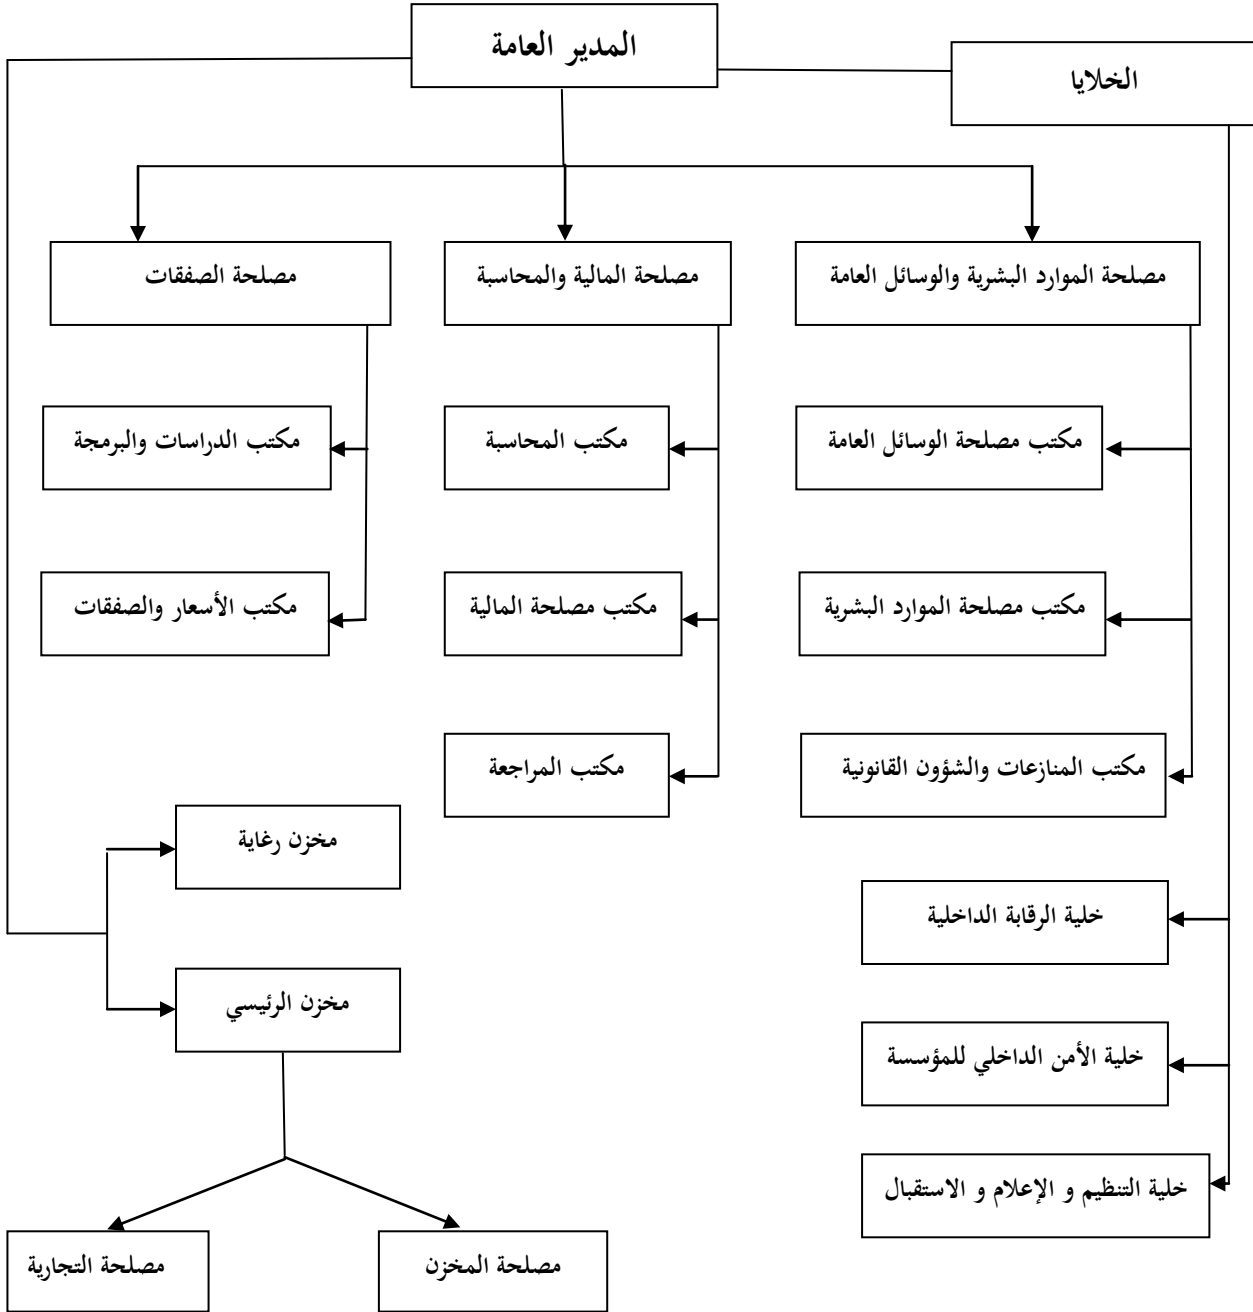 المدير العامة
الخلايا
مصلحة الموارد البشرية والوسائل العامة
مصلحة المالية والمحاسبة
مصلحة الصفقات
مكتب مصلحة الوسائل العامة
مكتب المحاسبة
مكتب الدراسات والبرمجة
مكتب مصلحة الموارد البشرية
مكتب مصلحة المالية
مكتب الأسعار والصفقات
مكتب المنازعات والشؤون القانونية
مكتب المراجعة
مخزن رغاية
خلية الرقابة الداخلية
مخزن الرئيسي
خلية الأمن الداخلي للمؤسسة
خلية التنظيم و الإعلام و الاستقبال
مصلحة المخزن
مصلحة التجارية